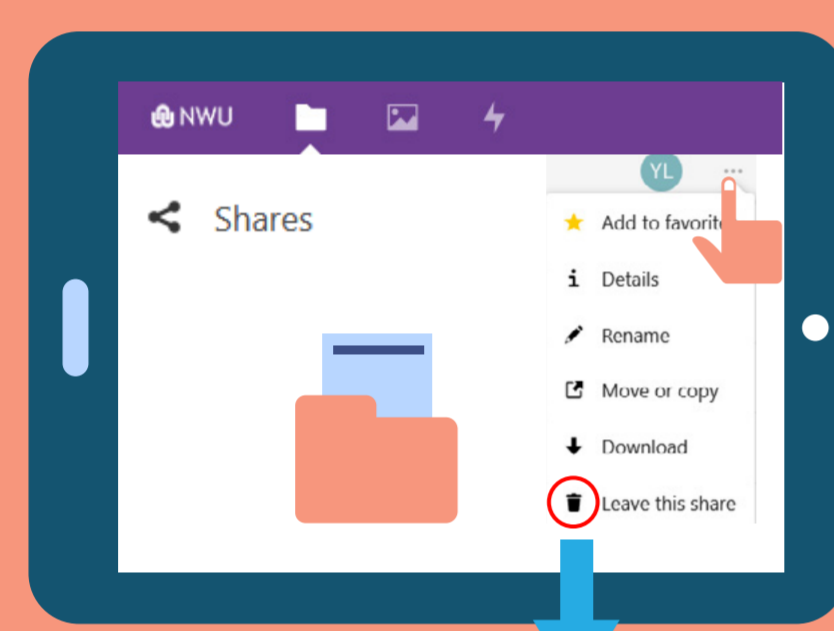 NWU
YL
Shares
Add to favorit
Details
Rename
Move or copy
Download
Leave this share